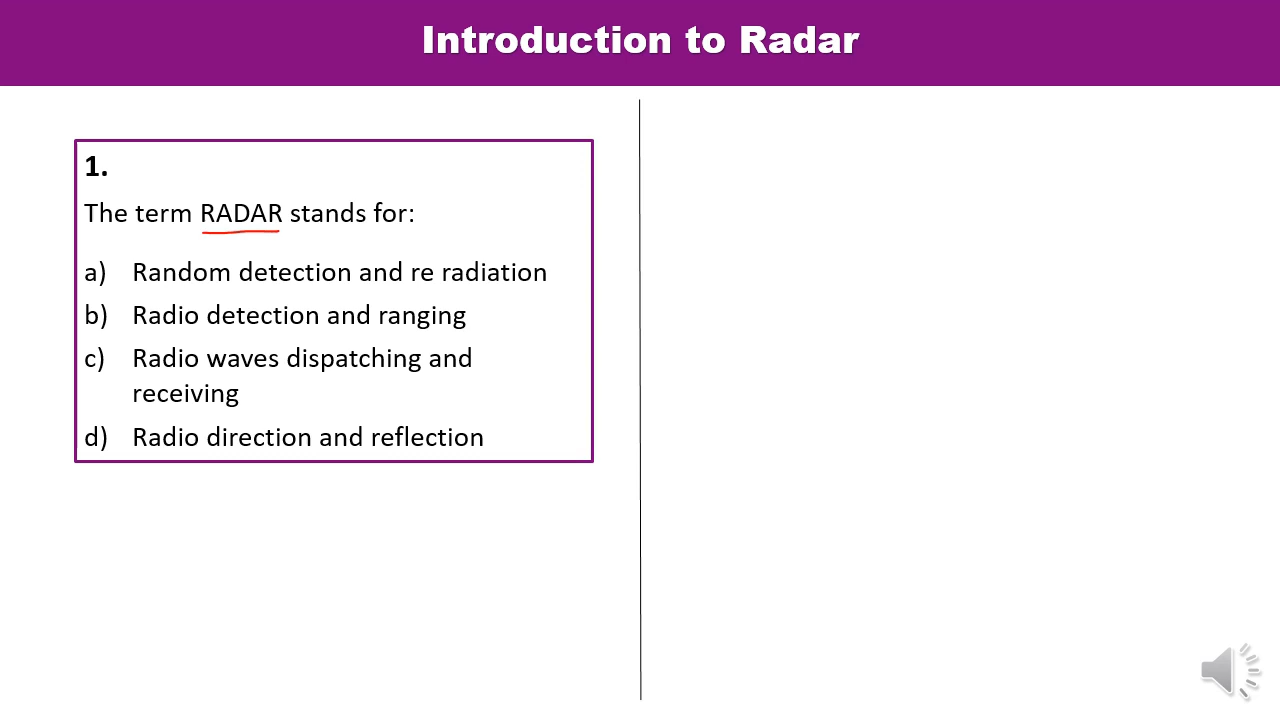 Introduction to Radar
1.
The term RADAR stands for:
a) Random detection and re radiation
b) Radio detection and ranging
c) Radio waves dispatching and
receiving
d) Radio direction and reflection